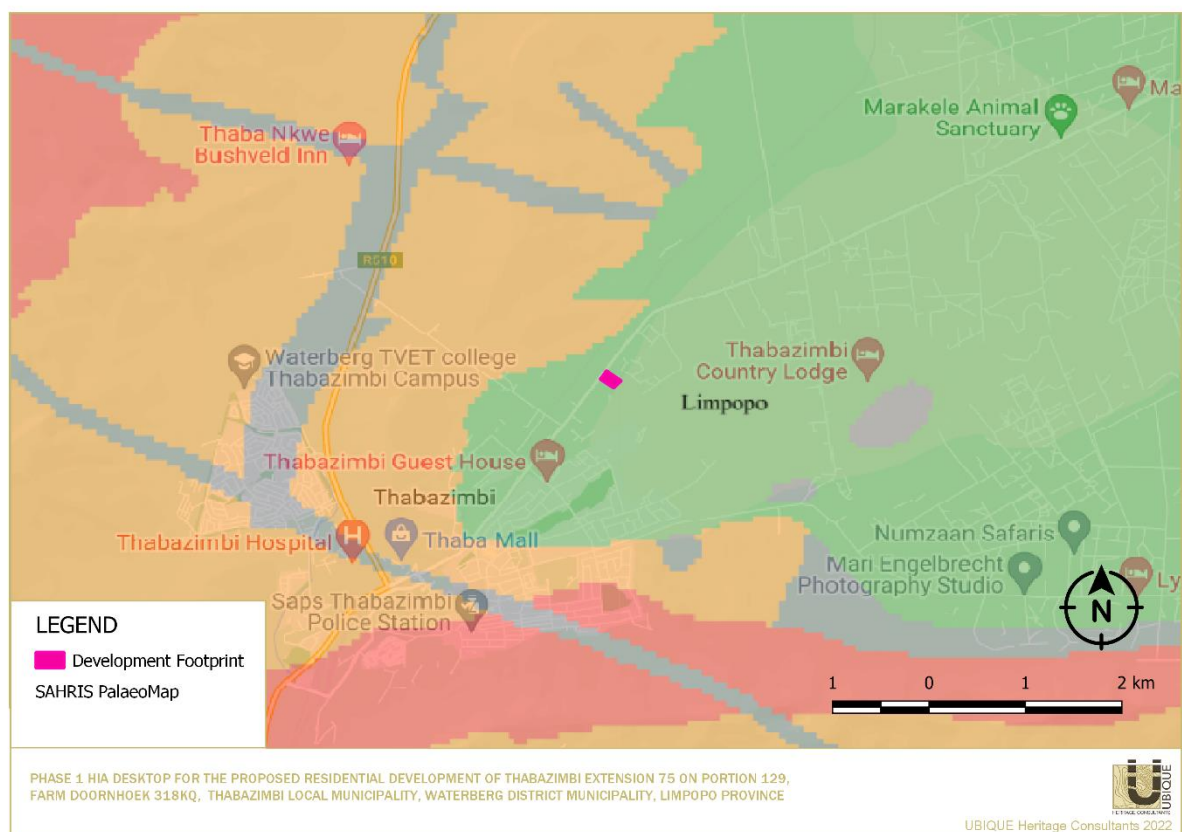 Marakele Animal
Sanctuary
Ma
Thaba Nkwe
Bushveld Inn
R510
Waterberg TVET college
Thabazimbi Campus
Thabazimbi
Country Lodge
Limpopo
Thabazimbi Guest House
Thabazimbi
Thabazimbi Hospital
H
Thaba Mall
Numzaan Safaris
Mari Engelbrecht
Photography Studio
Ly
Saps Thabazimbi
Police Station
N
LEGEND
Development Footprint
SAHRIS PalaeoMap
1 0 1 2 km
PHASE 1 HIA DESKTOP FOR THE PROPOSED RESIDENTIAL DEVELOPMENT OF THABAZIMBI EXTENSION 75 ON PORTION 129,
FARM DOORNHOEK 318KQ, THABAZIMBI LOCAL MUNICIPALITY, WATERBERG DISTRICT MUNICIPALITY, LIMPOPO PROVINCE
UBIQUE
HERITAGE CONSULTANTS
UBIQUE Heritage Consultants 2022